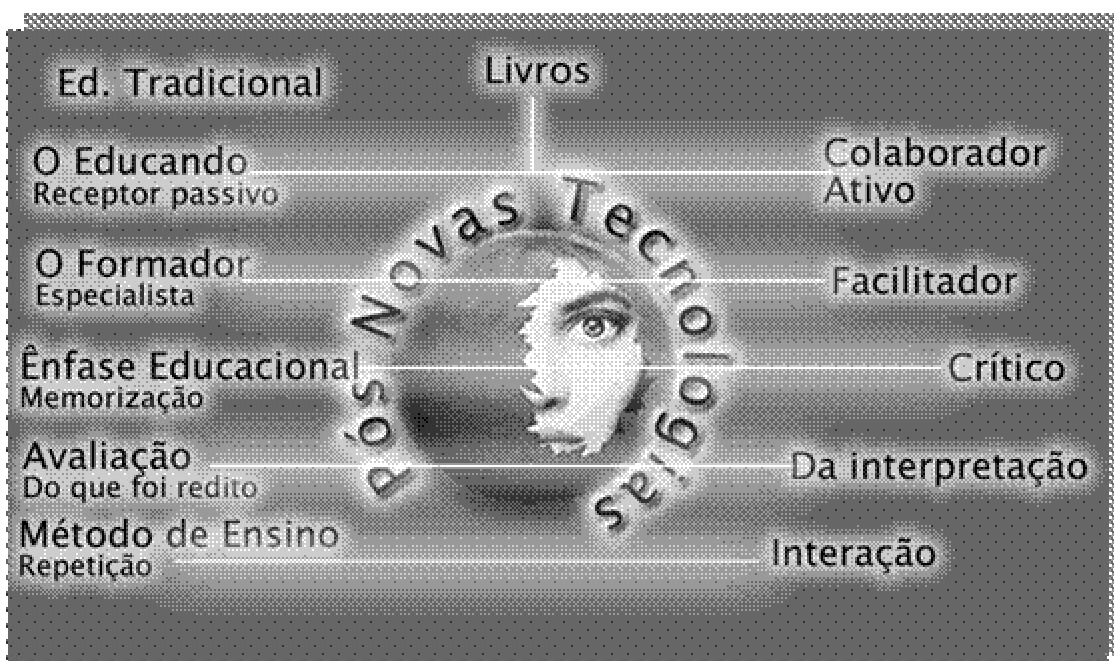 Ed. Tradicional
Livros
O Educando
Receptor passivo
Colaborador
Ativo
O Formador
Especialista
Facilitador
Ênfase Educacional
Memorização
Crítico
Avaliação
Do que foi redito
Da interpretação
Método de Ensino
Repetição
Interação
Pós Novas Tecnologias